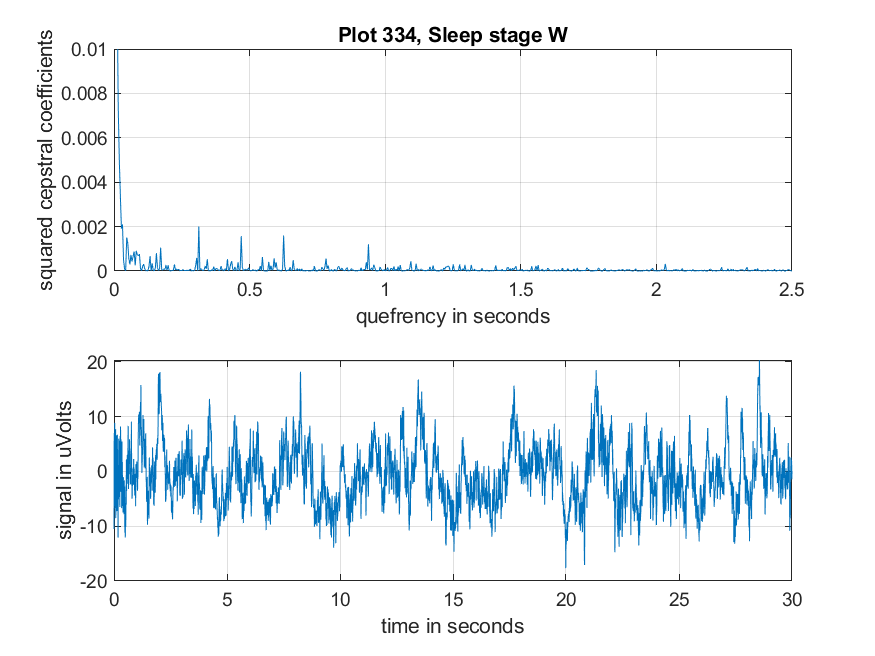 Plot 334, Sleep stage W
squared cepstral coefficients
0.01
0.008
0.006
0.004
0.002
0
0 0.5 1 1.5 2 2.5
quefrency in seconds
signal in uVolts
20
10
0
-10
-20
0 5 10 15 20 25 30
time in seconds